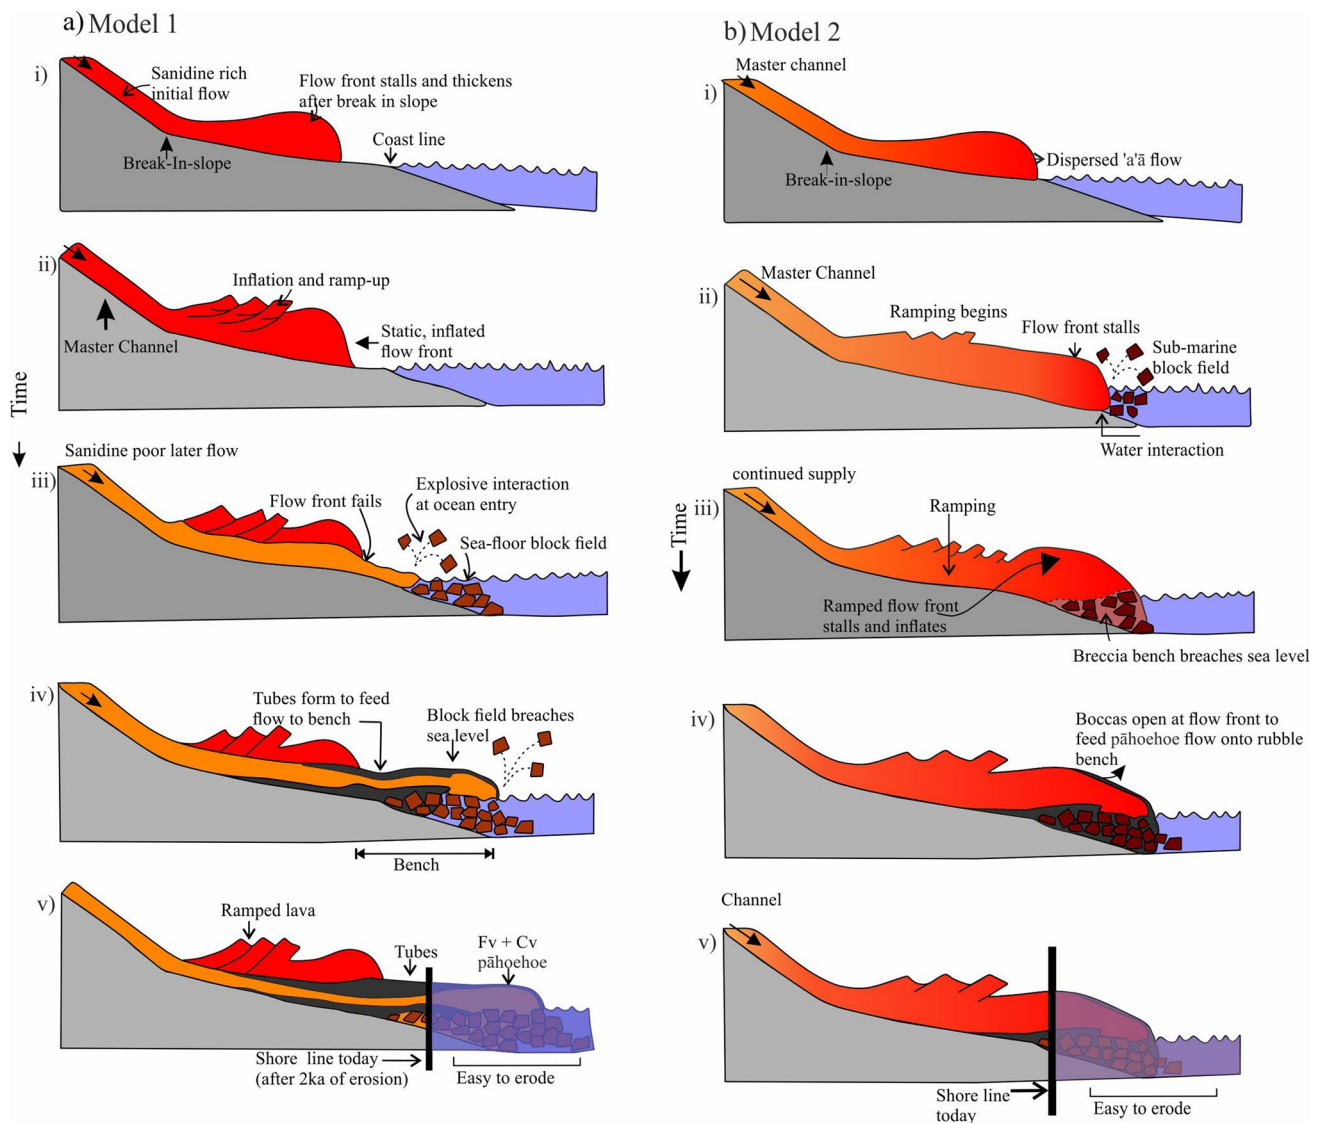 a) Model 1
i)
Sanidine rich
initial flow
Flow front stalls and thickens
after break in slope
Coast line
Break-In-slope
ii)
Inflation and ramp-up
Master Channel
Static, inflated
flow front
Time
Sanidine poor later flow
iii)
Flow front fails
Explosive interaction
at ocean entry
Sea-floor block field
iv)
Tubes form to feed
flow to bench
Block field breaches
sea level
Bench
v)
Ramped lava
Tubes
Fv + Cv
pāhoehoe
Shore line today
(after 2ka of erosion)
Easy to erode
b) Model 2
Master channel
i)
Dispersed 'a'ā flow
Break-in-slope
Master Channel
ii)
Ramping begins
Flow front stalls
Sub-marine
block field
Water interaction
continued supply
iii)
Time
Ramping
Ramped flow front
stalls and inflates
Breccia bench breaches sea level
iv)
Boccas open at flow front to
feed pāhoehoe flow onto rubble
bench
Channel
v)
Shore line
today
Easy to erode